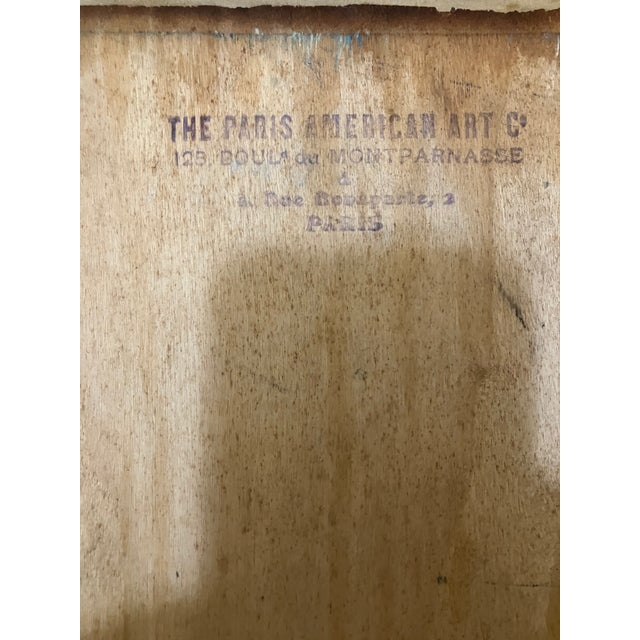 THE PARIS AMERICAN ART Cº
125, BOULd du MONTPARNASSE
&
2, Rue Bonaparte, 2
PARIS